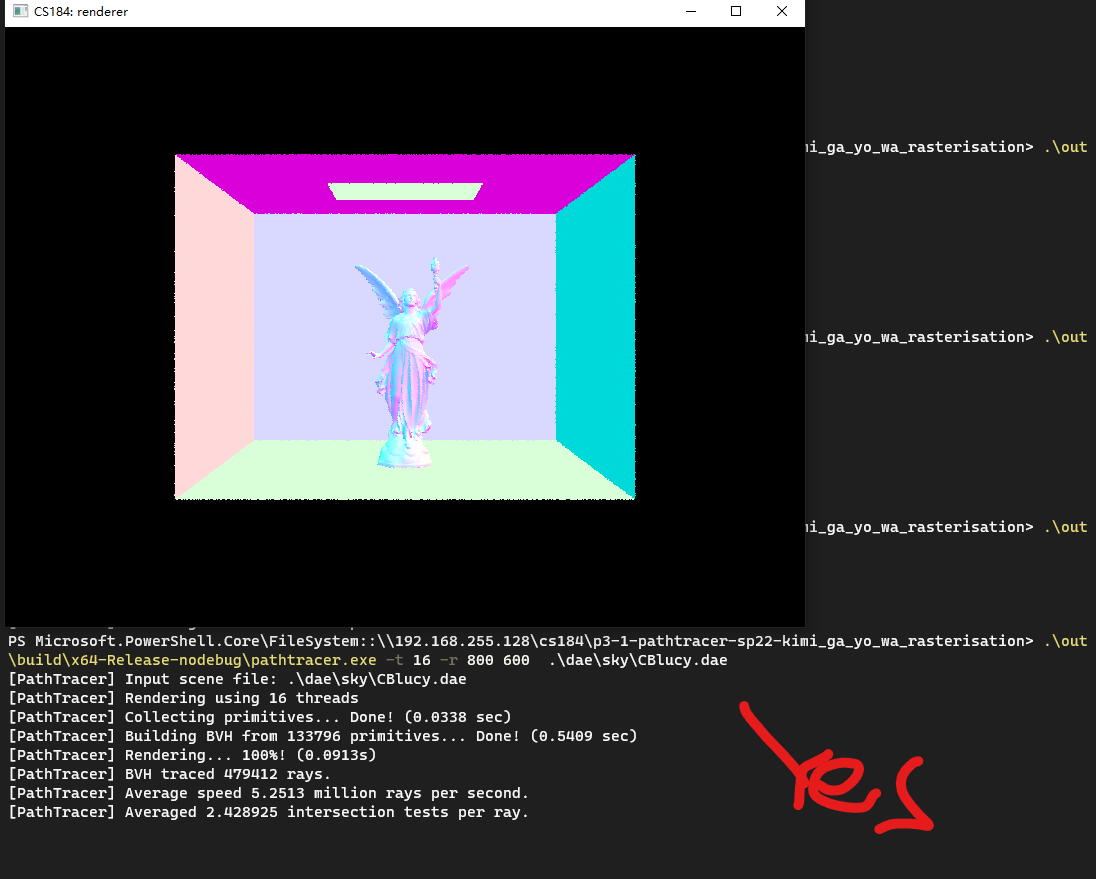 CS184: renderer
mi_ga_yo_wa_rasterisation> .\out
mi_ga_yo_wa_rasterisation> .\out
mi_ga_yo_wa_rasterisation> .\out
PS Microsoft.PowerShell.Core\FileSystem::\\192.168.255.128\cs184\p3-1-pathtracer-sp22-kimi_ga_yo_wa_rasterisation> .\out
\build\x64-Release-nodebug\pathtracer.exe -t 16 -r 800 600  .\dae\sky\CBlucy.dae
[PathTracer] Input scene file: .\dae\sky\CBlucy.dae
[PathTracer] Rendering using 16 threads
[PathTracer] Collecting primitives... Done! (0.0338 sec)
[PathTracer] Building BVH from 133796 primitives... Done! (0.5409 sec)
[PathTracer] Rendering... 100%! (0.0913s)
[PathTracer] BVH traced 479412 rays.
[PathTracer] Average speed 5.2513 million rays per second.
[PathTracer] Averaged 2.428925 intersection tests per ray.
Yes